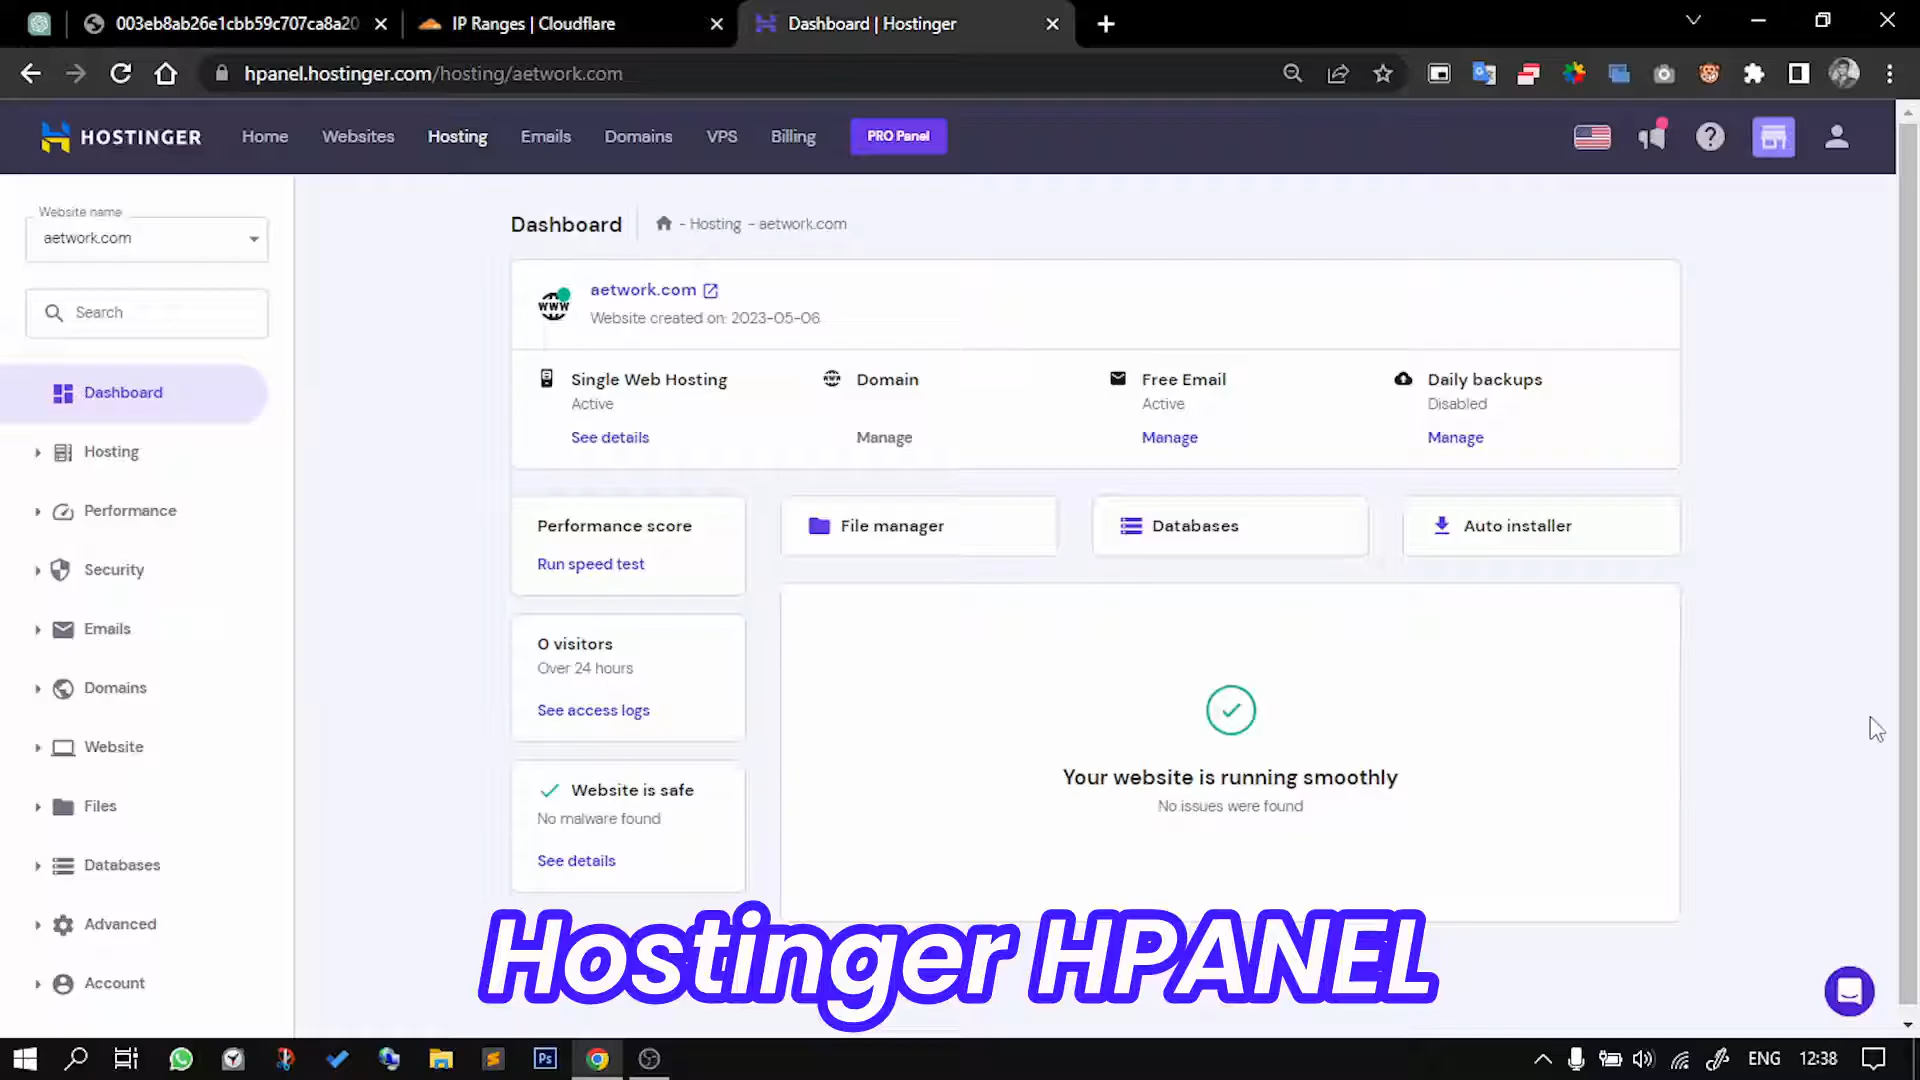 003eb8ab26e1cbb59c707ca8a20
IP Ranges | Cloudflare
Dashboard | Hostinger
hpanel.hostinger.com/hosting/aetwork.com
HOSTINGER
Home
Websites
Hosting
Emails
Domains
VPS
Billing
PRO Panel
Website name
aetwork.com
Search
Dashboard
Hosting
Performance
Security
Emails
Domains
Website
Files
Databases
Advanced
Account
Dashboard
- Hosting - aetwork.com
www
aetwork.com
Website created on: 2023-05-06
Single Web Hosting
Active
See details
www
Domain
Manage
Free Email
Active
Manage
Daily backups
Disabled
Manage
Performance score
Run speed test
File manager
Databases
Auto installer
0 visitors
Over 24 hours
See access logs
Website is safe
No malware found
See details
Your website is running smoothly
No issues were found
Hostinger HPANEL
Ps
ENG
12:38